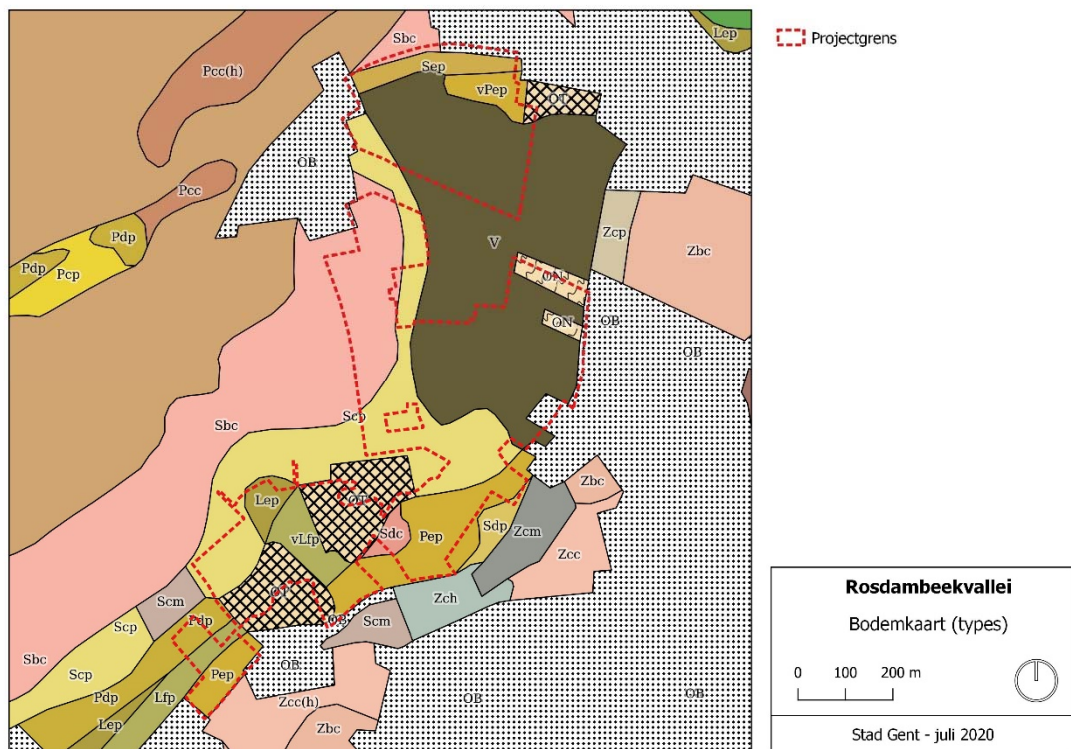 Sbc
Lep
Projectgrens
Sep
Pcc(h)
vPep
OT
OB
Pcc
Pdp
Zcp
Zbc
V
Pdp
Pcp
ON
ON
OB
OB
Scp
Sbc
Zbc
Lep
OT
Sdc
Pep
Sdp
Zcm
vLfp
Zcc
OT
Zch
Scm
Pdp
OB
Scm
Scp
Sbc
OB
Scp
Pep
Pdp
Lfp
Zcc(h)
OB
OB
Lep
Zbc
Rosdambeekvallei
Bodemkaart (types)
0 100 200 m
Stad Gent - juli 2020